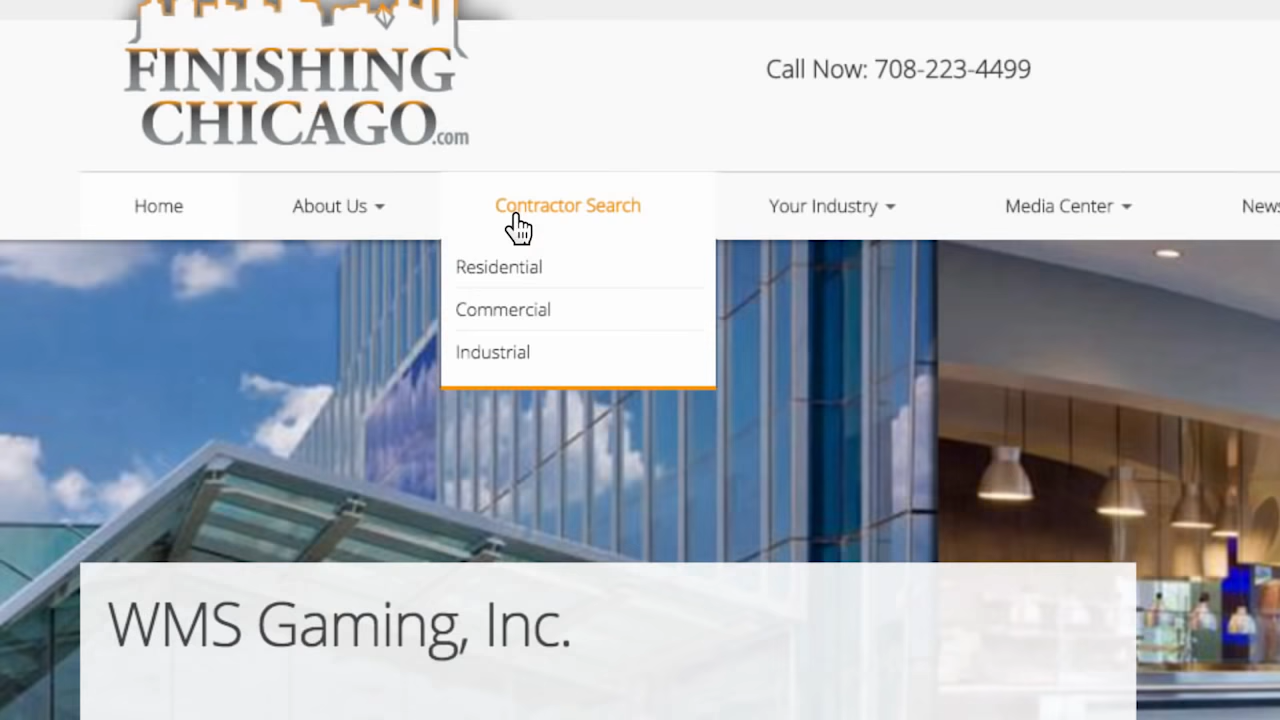 FINISHING
CHICAGO.com
Call Now: 708-223-4499
Home
About Us
Contractor Search
Your Industry
Media Center
News
Residential
Commercial
Industrial
WMS Gaming, Inc.